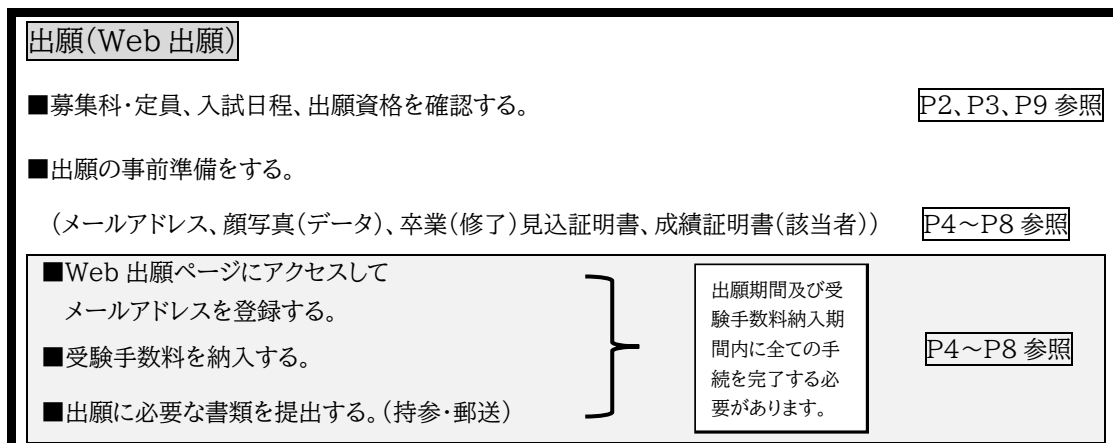 出願(Web 出願)
■募集科・定員、入試日程、出願資格を確認する。 P2、P3、P9 参照
■出願の事前準備をする。
(メールアドレス、顔写真(データ)、卒業(修了)見込証明書、成績証明書(該当者)) P4～P8 参照
■Web 出願ページにアクセスして
メールアドレスを登録する。
■受験手数料を納入する。
■出願に必要な書類を提出する。(持参・郵送)
出願期間及び受
験手数料納入期
間内に全ての手
続を完了する必
要があります。
P4～P8 参照